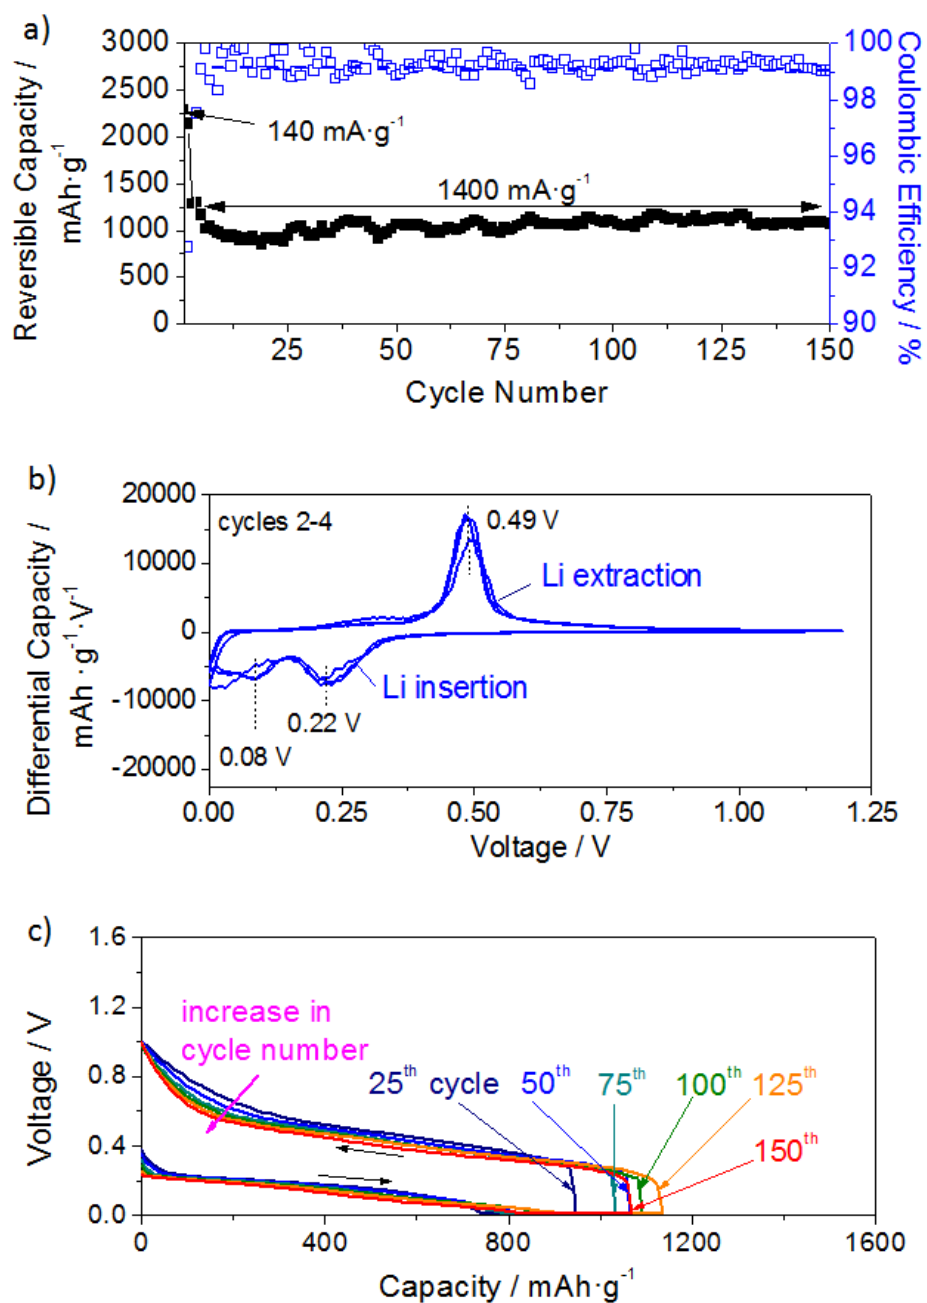 a)
3000
2500
2000
1500
1000
500
0
Reversible Capacity /
mAh·g⁻¹
140 mA·g⁻¹
1400 mA·g⁻¹
100
98
96
94
92
90
Coulombic Efficiency / %
25
50
75
100
125
150
Cycle Number
b)
20000
10000
0
-10000
-20000
Differential Capacity /
mAh ·g⁻¹·V⁻¹
cycles 2-4
0.49 V
Li extraction
Li insertion
0.22 V
0.08 V
0.00
0.25
0.50
0.75
1.00
1.25
Voltage / V
c)
1.6
1.2
0.8
0.4
0.0
Voltage / V
increase in
cycle number
25ᵗʰ cycle
50ᵗʰ
75ᵗʰ
100ᵗʰ
125ᵗʰ
150ᵗʰ
0
400
800
1200
1600
Capacity / mAh·g⁻¹